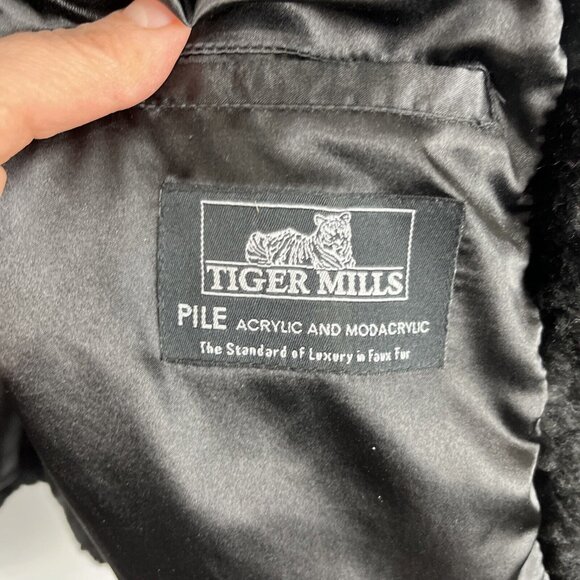 TIGER MILLS
PILE ACRYLIC AND MODACRYLIC
The Standard of Luxury in Faux Fur